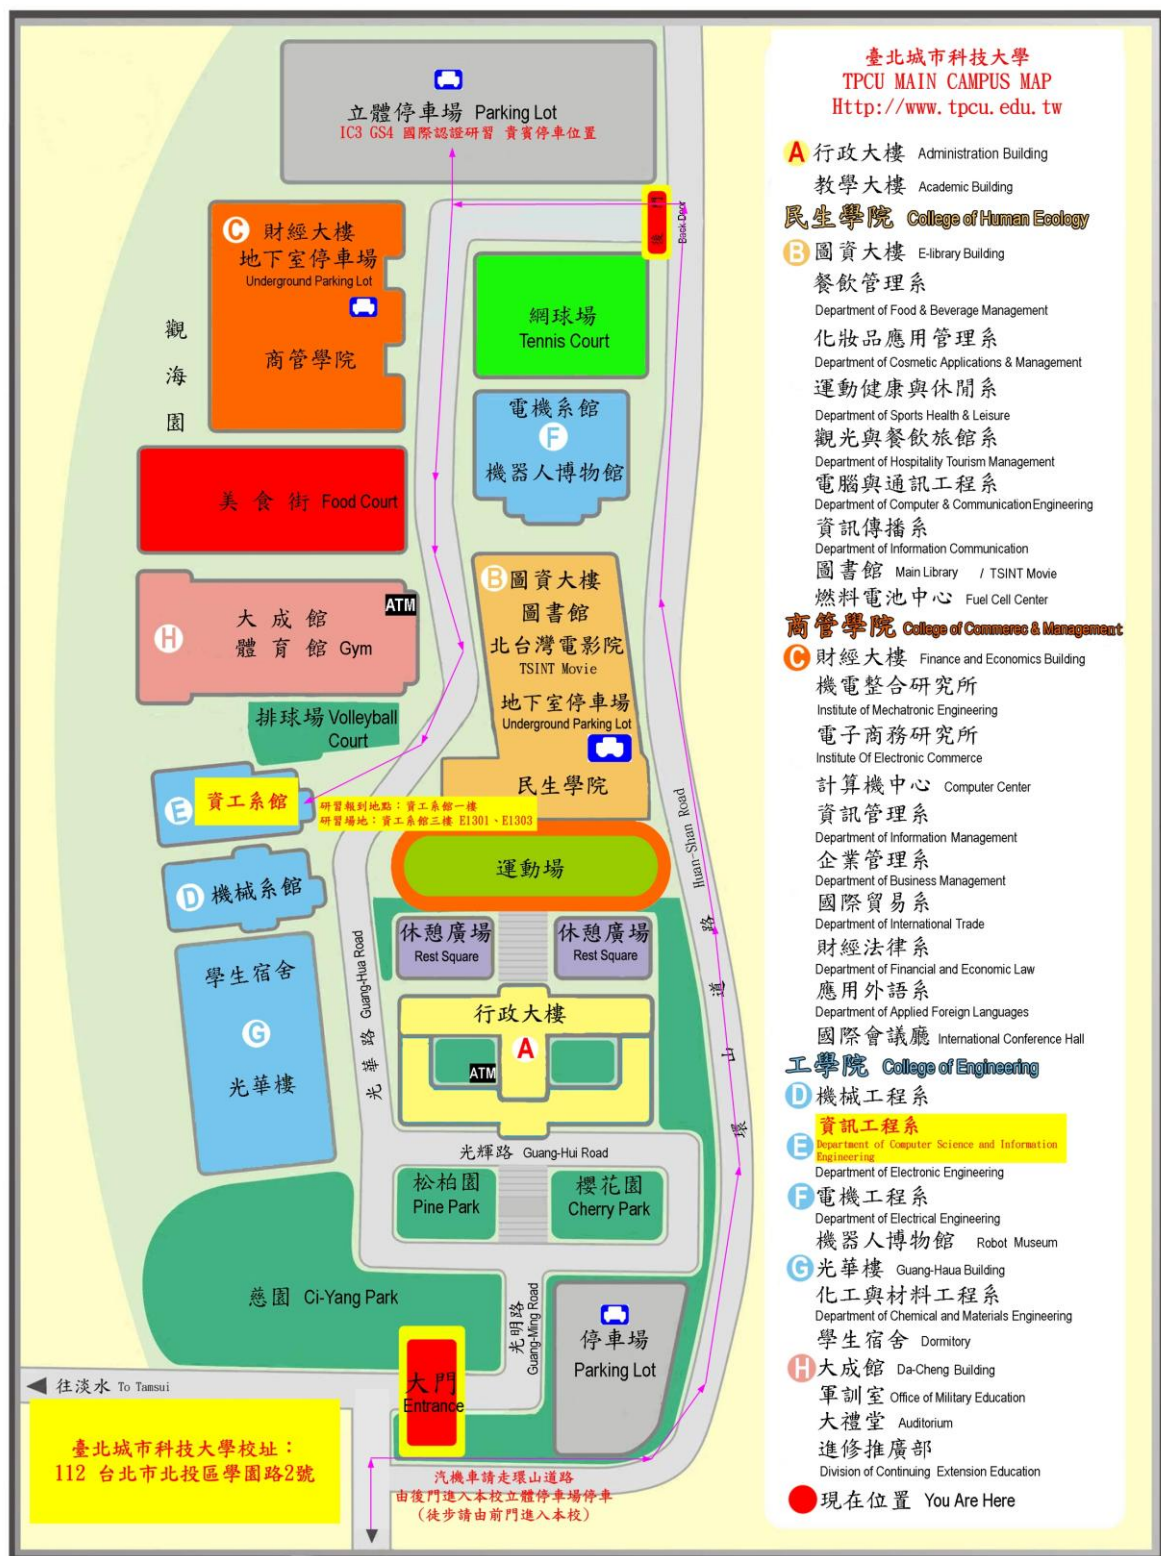 立體停車場 Parking Lot
IC3 GS4 國際認證研習 貴賓停車位置
後門
Back Door
C 財經大樓
地下室停車場
Underground Parking Lot
商管學院
觀海園
網球場
Tennis Court
電機系館
F
機器人博物館
美食街 Food Court
H
大成館
體育館 Gym
ATM
B 圖資大樓
圖書館
北台灣電影院
TSINT Movie
地下室停車場
Underground Parking Lot
民生學院
排球場 Volleyball
Court
E 資工系館
研習報到地點：資工系館一樓
研習場地：資工系館三樓 E1301、E1303
D 機械系館
運動場
休憩廣場
Rest Square
休憩廣場
Rest Square
學生宿舍
G
光華樓
光華路 Guang-Hua Road
行政大樓
A
ATM
環山道路 Huan-Shan Road
光輝路 Guang-Hui Road
松柏園
Pine Park
櫻花園
Cherry Park
慈園 Ci-Yang Park
光明路
Guang-Ming Road
停車場
Parking Lot
大門
Entrance
往淡水 To Tamsui
臺北城市科技大學校址：
112 台北市北投區學園路2號
汽機車請走環山道路
由後門進入本校立體停車場停車
(徒步請由前門進入本校)
臺北城市科技大學
TPCU MAIN CAMPUS MAP
Http://www.tpcu.edu.tw
A 行政大樓 Administration Building
教學大樓 Academic Building
民生學院 College of Human Ecology
B 圖資大樓 E-library Building
餐飲管理系
Department of Food & Beverage Management
化妝品應用管理系
Department of Cosmetic Applications & Management
運動健康與休閒系
Department of Sports Health & Leisure
觀光與餐飲旅館系
Department of Hospitality Tourism Management
電腦與通訊工程系
Department of Computer & Communication Engineering
資訊傳播系
Department of Information Communication
圖書館 Main Library / TSINT Movie
燃料電池中心 Fuel Cell Center
商管學院 College of Commerec & Management
C 財經大樓 Finance and Economics Building
機電整合研究所
Institute of Mechatronic Engineering
電子商務研究所
Institute Of Electronic Commerce
計算機中心 Computer Center
資訊管理系
Department of Information Management
企業管理系
Department of Business Management
國際貿易系
Department of International Trade
財經法律系
Department of Financial and Economic Law
應用外語系
Department of Applied Foreign Languages
國際會議廳 International Conference Hall
工學院 College of Engineering
D 機械工程系
資訊工程系
E Department of Computer Science and Information
Engineering
Department of Electronic Engineering
F 電機工程系
Department of Electrical Engineering
機器人博物館 Robot Museum
G 光華樓 Guang-Haua Building
化工與材料工程系
Department of Chemical and Materials Engineering
學生宿舍 Dormitory
H 大成館 Da-Cheng Building
軍訓室 Office of Military Education
大禮堂 Auditorium
進修推廣部
Division of Continuing Extension Education
現在位置 You Are Here